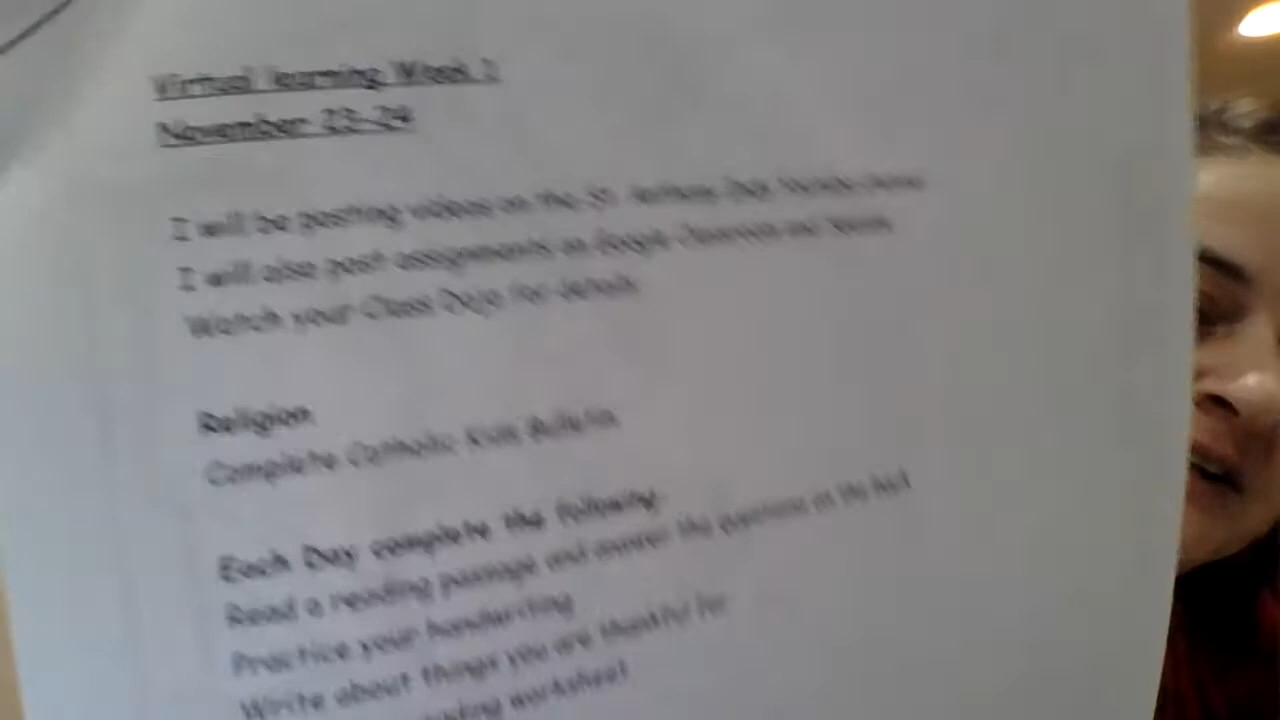 Virtual learning Week 1
November 23-24
I will be posting videos on the St. Anthony
I will also post assignments on Google Classroom and
Watch your Class Dojo for details
Religion
Complete Catholic Kids Bulletin
Each Day complete the following:
Read a reading passage and answer the questions at the
Practice your handwriting
Write about things you are thankful for
reading worksheet